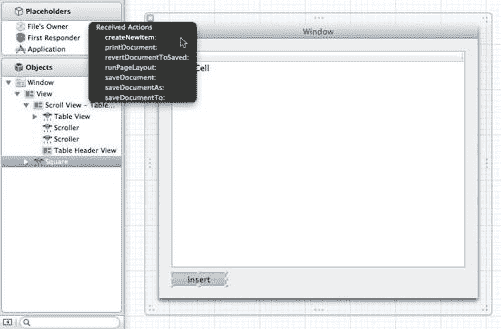 Placeholders
File's Owner
First Responder
Application
Objects
Window
View
Scroll View - Table...
Table View
Scroller
Scroller
Table Header View
Square
Received Actions
createNewItem:
printDocument:
revertDocumentToSaved:
runPageLayout:
saveDocument:
saveDocumentAs:
saveDocumentTo:
Window
Cell
insert